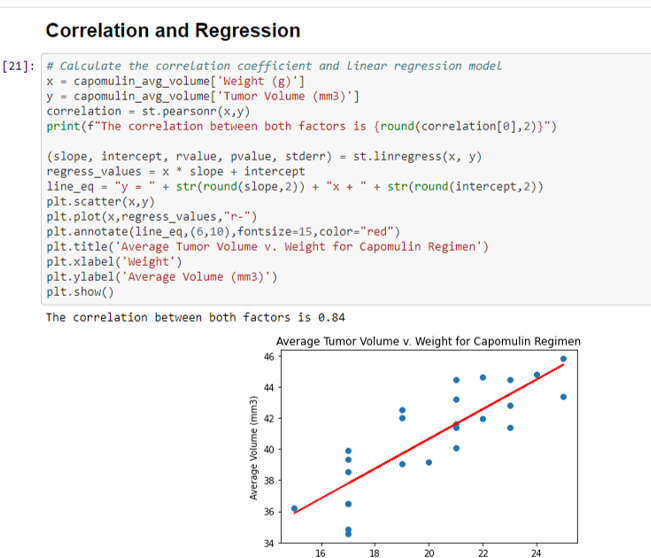 Correlation and Regression
[21]: # Calculate the correlation coefficient and linear regression model
x = capomulin_avg_volume['Weight (g)']
y = capomulin_avg_volume['Tumor Volume (mm3)']
correlation = st.pearsonr(x,y)
print(f"The correlation between both factors is {round(correlation[0],2)}")
(slope, intercept, rvalue, pvalue, stderr) = st.linregress(x, y)
regress_values = x * slope + intercept
line_eq = "y = " + str(round(slope,2)) + "x + " + str(round(intercept,2))
plt.scatter(x,y)
plt.plot(x,regress_values,"r-")
plt.annotate(line_eq,(6,10),fontsize=15,color="red")
plt.title('Average Tumor Volume v. Weight for Capomulin Regimen')
plt.xlabel('Weight')
plt.ylabel('Average Volume (mm3)')
plt.show()
The correlation between both factors is 0.84
Average Tumor Volume v. Weight for Capomulin Regimen
Average Volume (mm3)
46
44
42
40
38
36
34
16 18 20 22 24